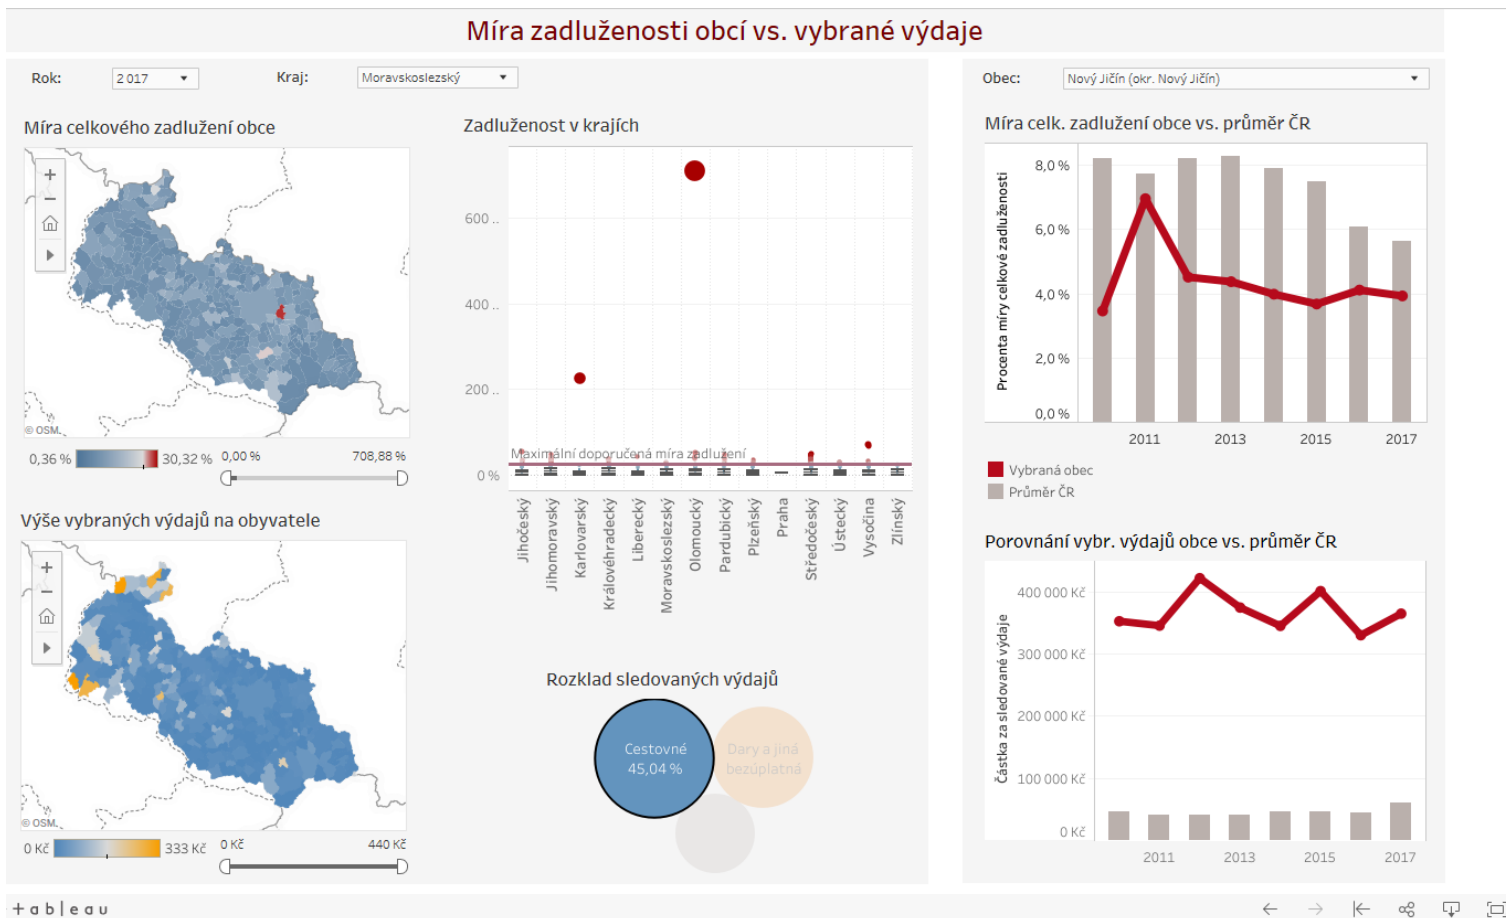 Míra zadluženosti obcí vs. vybrané výdaje
Rok:
2 017
Kraj:
Moravskoslezský
Obec:
Nový Jičín (okr. Nový Jičín)
Míra celkového zadlužení obce
© OSM.
0,36 %
30,32 %
0,00 %
708,88 %
Výše vybraných výdajů na obyvatele
© OSM.
0 Kč
333 Kč
0 Kč
440 Kč
Zadluženost v krajích
600 ..
400 ..
200 ..
0 %
Maximální doporučená míra zadlužení
Jihočeský
Jihomoravský
Karlovarský
Královéhradecký
Liberecký
Moravskoslezský
Olomoucký
Pardubický
Plzeňský
Praha
Středočeský
Ústecký
Vysočina
Zlínský
Rozklad sledovaných výdajů
Cestovné
45,04 %
Dary a jiná
bezúplatná
Míra celk. zadlužení obce vs. průměr ČR
Procenta míry celkové zadluženosti
8,0 %
6,0 %
4,0 %
2,0 %
0,0 %
2011
2013
2015
2017
Vybraná obec
Průměr ČR
Porovnání vybr. výdajů obce vs. průměr ČR
Částka za sledované výdaje
400 000 Kč
300 000 Kč
200 000 Kč
100 000 Kč
0 Kč
2011
2013
2015
2017
+ a b | e a u